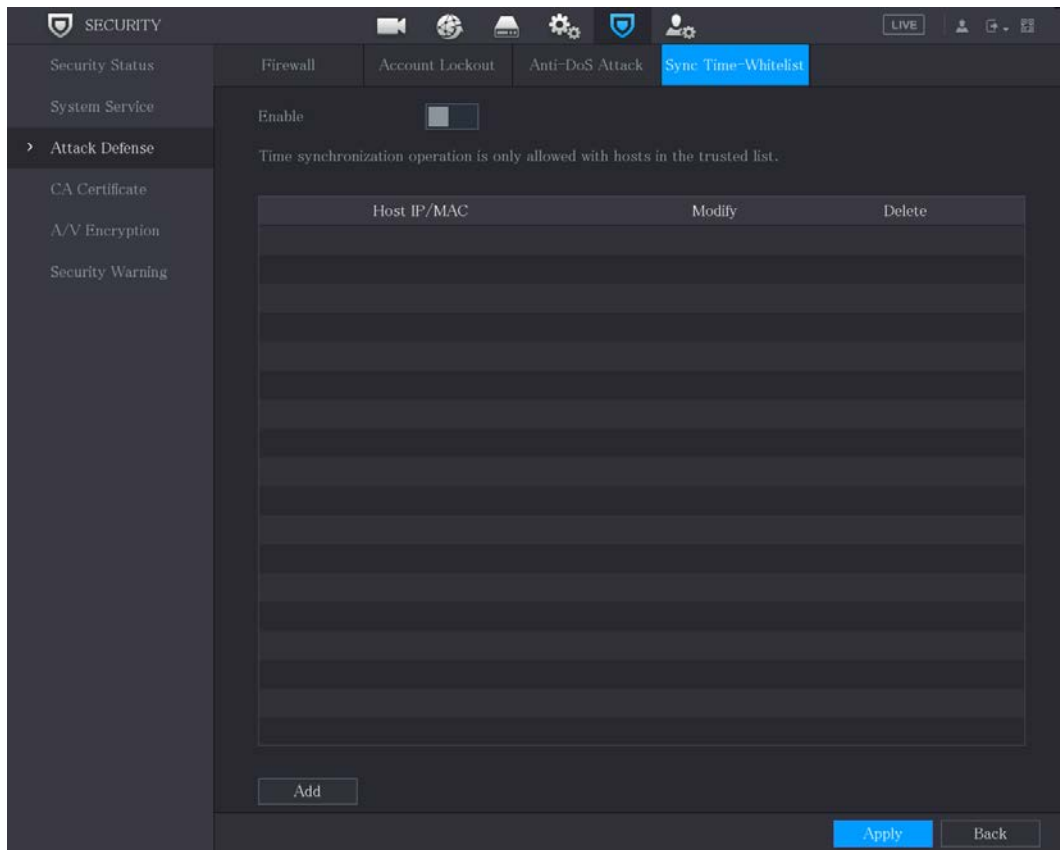 SECURITY
LIVE
Security Status
System Service
Attack Defense
CA Certificate
A/V Encryption
Security Warning
Firewall Account Lockout Anti-DoS Attack Sync Time-Whitelist
Enable
Time synchronization operation is only allowed with hosts in the trusted list.
Host IP/MAC Modify Delete
Add
Apply Back